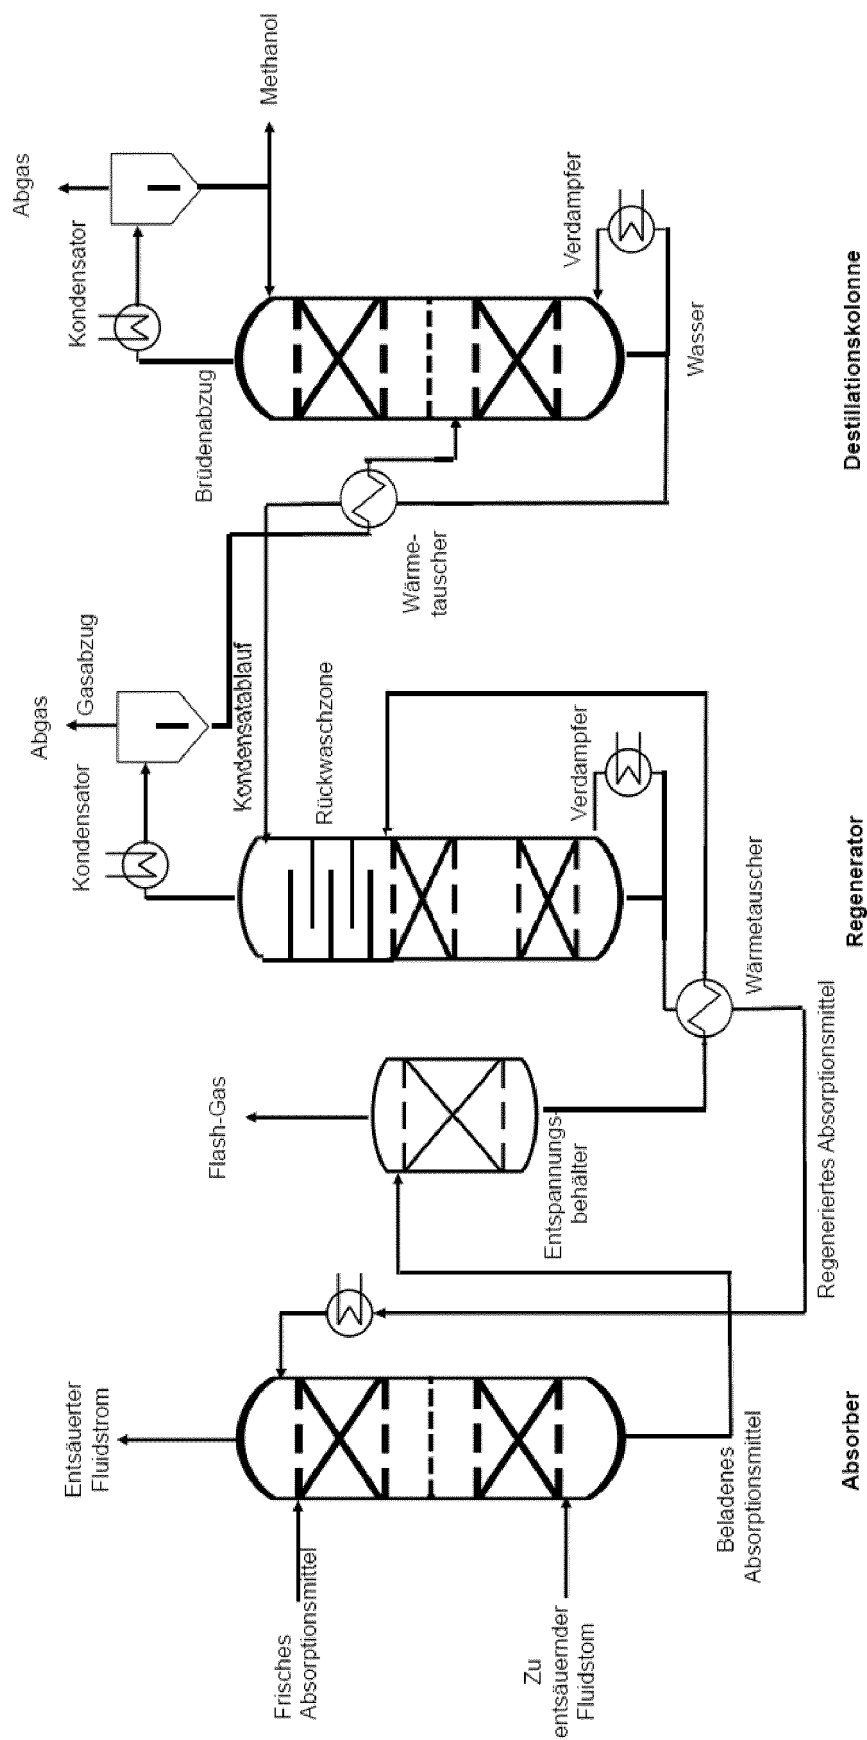 Entsäuerter
Fluidstrom
Frisches
Absorptionsmittel
Zu
entsäuernder
Fluidstom
Beladenes
Absorptionsmittel
Absorber
Flash-Gas
Entspannungs-
behälter
Regeneriertes Absorptionsmittel
Wärmetauscher
Kondensator
Abgas
Gasabzug
Kondensatablauf
Rückwaschzone
Verdampfer
Regenerator
Wärme-
tauscher
Brüdenabzug
Kondensator
Abgas
Methanol
Verdampfer
Wasser
Destillationskolonne